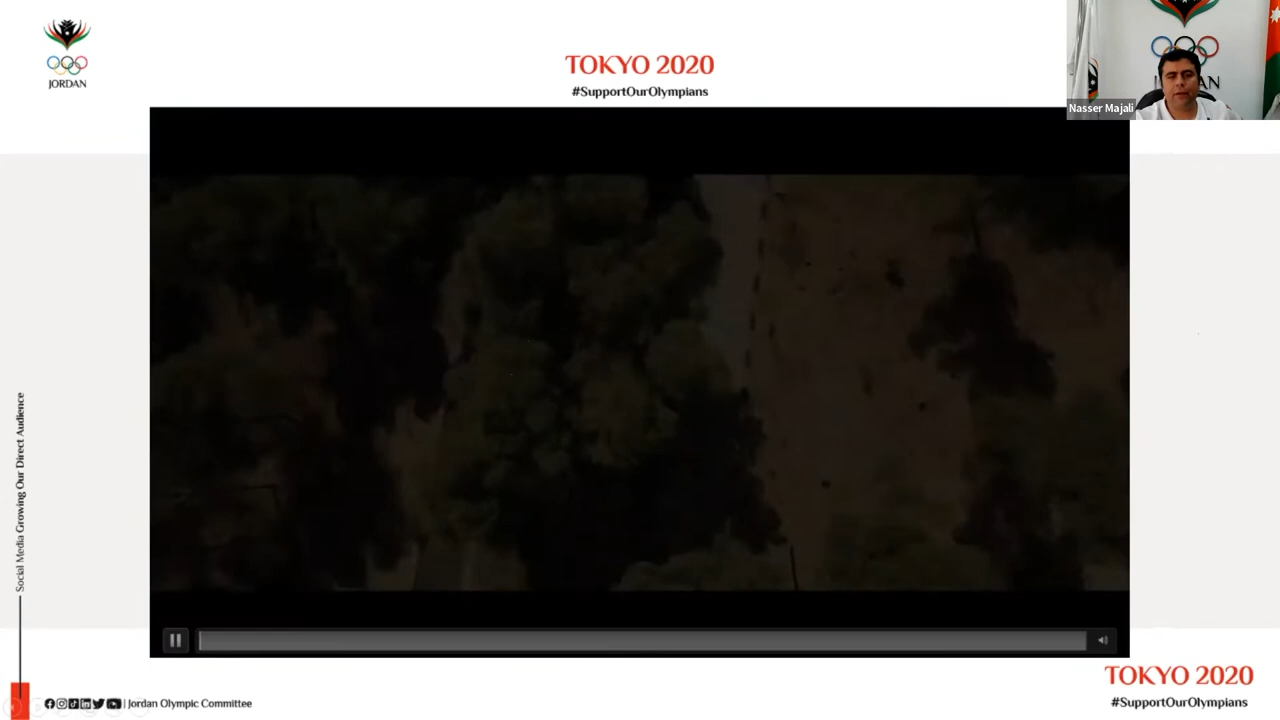 JORDAN
TOKYO 2020
#SupportOurOlympians
JORDAN
Nasser Majali
Social Media Growing Our Direct Audience
| Jordan Olympic Committee
TOKYO 2020
#SupportOurOlympians